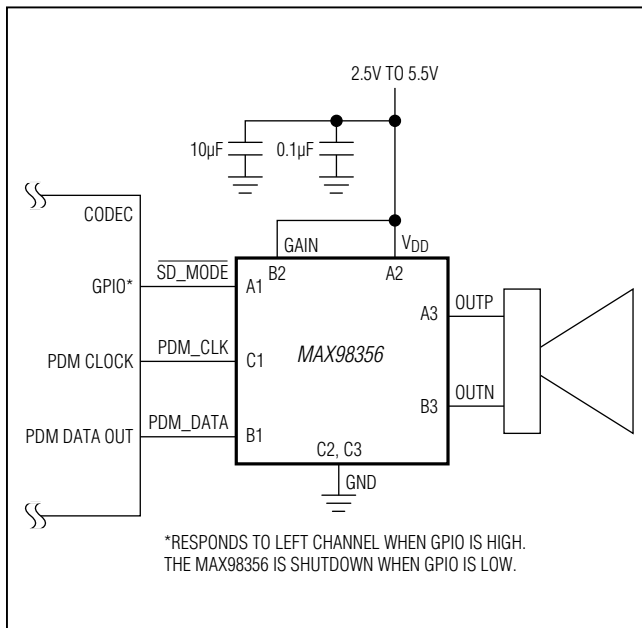 2.5V TO 5.5V
10µF
0.1µF
CODEC
GAIN
VDD
SD_MODE
B2
A2
GPIO*
A1
A3
OUTP
PDM CLOCK
PDM_CLK
C1
MAX98356
PDM DATA OUT
PDM_DATA
B1
B3
OUTN
C2, C3
GND
*RESPONDS TO LEFT CHANNEL WHEN GPIO IS HIGH.
THE MAX98356 IS SHUTDOWN WHEN GPIO IS LOW.